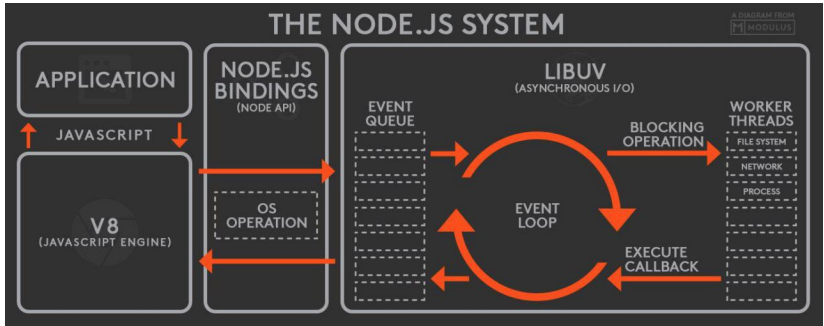 THE NODE.JS SYSTEM
A DIAGRAM FROM
MODULUS
APPLICATION
JAVASCRIPT
V8
(JAVASCRIPT ENGINE)
NODE.JS
BINDINGS
(NODE API)
OS
OPERATION
LIBUV
(ASYNCHRONOUS I/O)
EVENT
QUEUE
EVENT
LOOP
BLOCKING
OPERATION
EXECUTE
CALLBACK
WORKER
THREADS
FILE SYSTEM
NETWORK
PROCESS